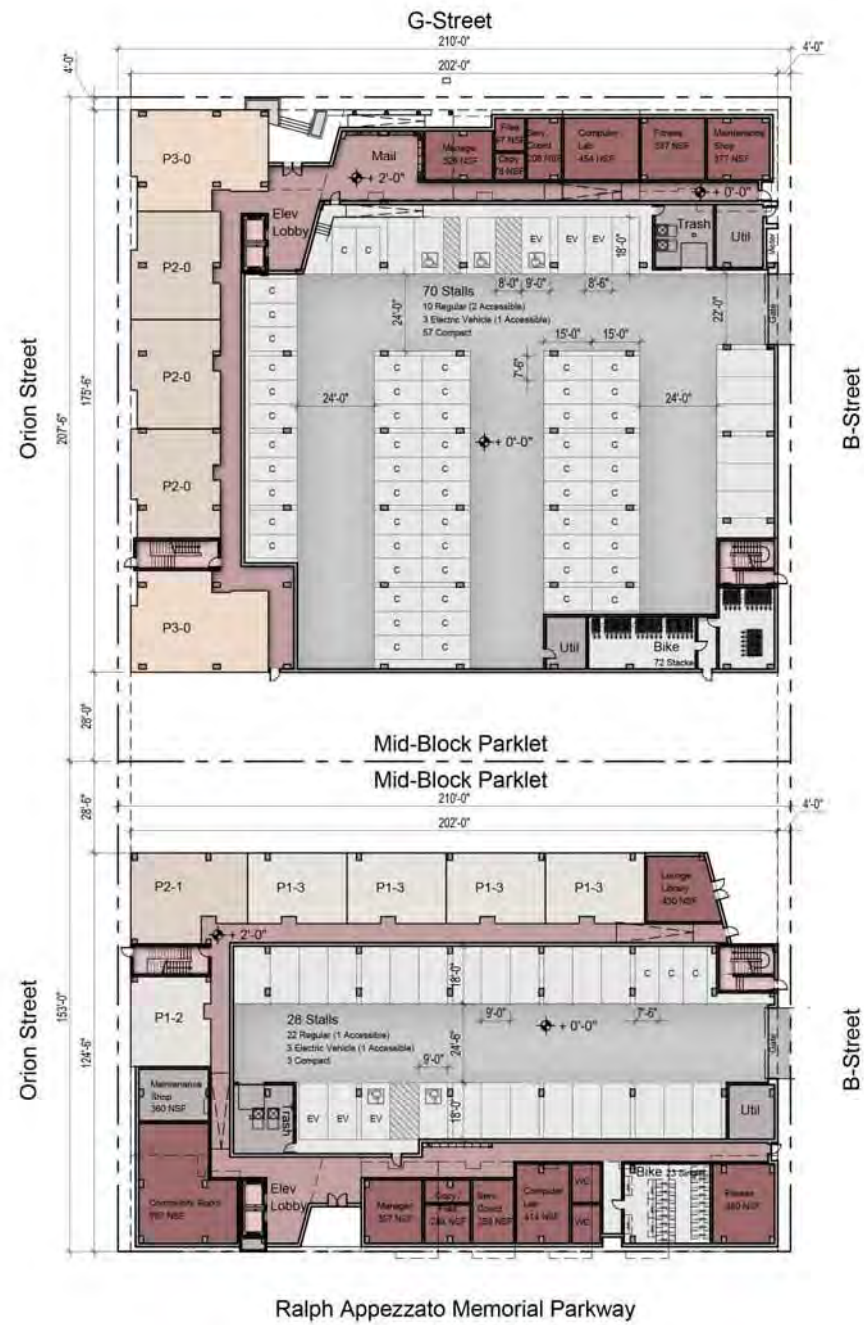 G-Street
210'-0"
4'-0"
202'-0"
4'-0"
P3-0
Mail
+ 2'-0"
Files
Copy
Computer
Lab
454 NSF
Fitness
Maintenance
Shop
377 NSF
+ 0'-0"
Elev
Lobby
Trash
Util
Meter
C
C
EV
EV
EV
18'-0"
P2-0
8'-0"
9'-0"
8'-6"
70 Stalls
10 Regular (2 Accessible)
3 Electric Vehicle (1 Accessible)
57 Compact
24'-0"
22'-0"
Gate
15'-0"
15'-0"
7'-6"
Orion Street
207'-6"
175'-6"
P2-0
24'-0"
24'-0"
+ 0'-0"
B-Street
P2-0
P3-0
Util
Bike
72 Stacked
28'-0"
Mid-Block Parklet
Mid-Block Parklet
28'-6"
210'-0"
4'-0"
202'-0"
P2-1
P1-3
P1-3
P1-3
P1-3
Lounge
Library
+ 2'-0"
18'-0"
C
C
C
Orion Street
153'-0"
124'-6"
P1-2
28 Stalls
22 Regular (1 Accessible)
3 Electric Vehicle (1 Accessible)
3 Compact
9'-0"
24'-6"
9'-0"
+ 0'-0"
7'-6"
Gate
B-Street
Maintenance
Shop
360 NSF
Trash
EV
EV
EV
18'-0"
Util
Elev
Lobby
Manager
Computer
Lab
414 NSF
WC
WC
Bike
Fitness
Ralph Appezzato Memorial Parkway